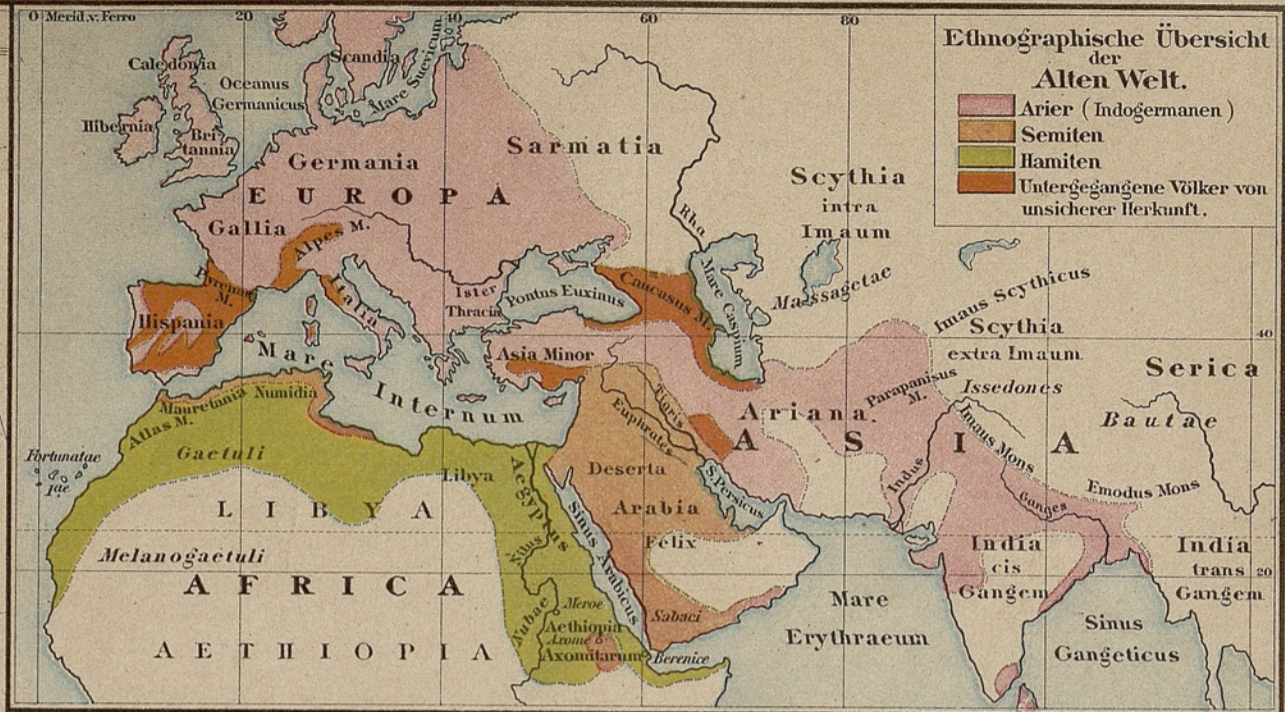 0 Merid. v. Ferro
20
40
60
80
Ethnographische Übersicht
der
Alten Welt.
Arier (Indogermanen)
Semiten
Hamiten
Untergegangene Völker von
unsicherer Herkunft.
Caledonia
Hibernia
Bri
tannia
Oceanus
Germanicus
Scandia
Mare Suevicum
Germania
EUROPA
Gallia
Alpes M.
Sarmatia
Rha
Scythia
intra
Imaum
Massagetae
Imaus Scythicus
Scythia
extra Imaum
40
Issedones
Serica
Bautae
Pyrenaei
M.
Hispania
Italia
Ister
Thracia
Pontus Euxinus
Caucasus M.
Mare Caspium
Asia Minor
Mare
Internum
Tigris
Euphrates
Ariana.
Parapanisus
M.
ASIA
Imaus Mons
Emodus Mons
Indus
Ganges
S. Persicus
Mauretania
Numidia
Atlas M.
Gaetuli
Fortunatae
Iae
LIBYA
Libya
Aegyptus
Nilus
Deserta
Arabia
Felix
Sinus Arabicus
Melanogaetuli
AFRICA
AETHIOPIA
Nubae
Meroe
Aethiopia
Axome
Axomitarum
Sabaei
Berenice
Mare
Erythraeum
India
cis
Gangem
India
trans
20
Gangem
Sinus
Gangeticus